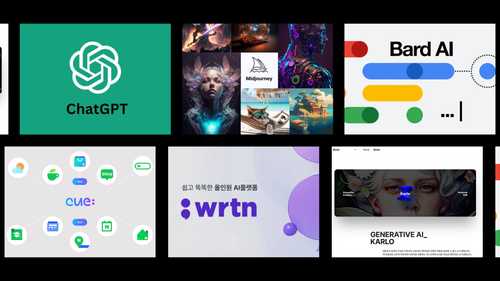 ChatGPT
Midjourney
Bard AI
cue:
쉽고 똑똑한 올인원 AI플랫폼
wrtn
GENERATIVE AI_
KARLO